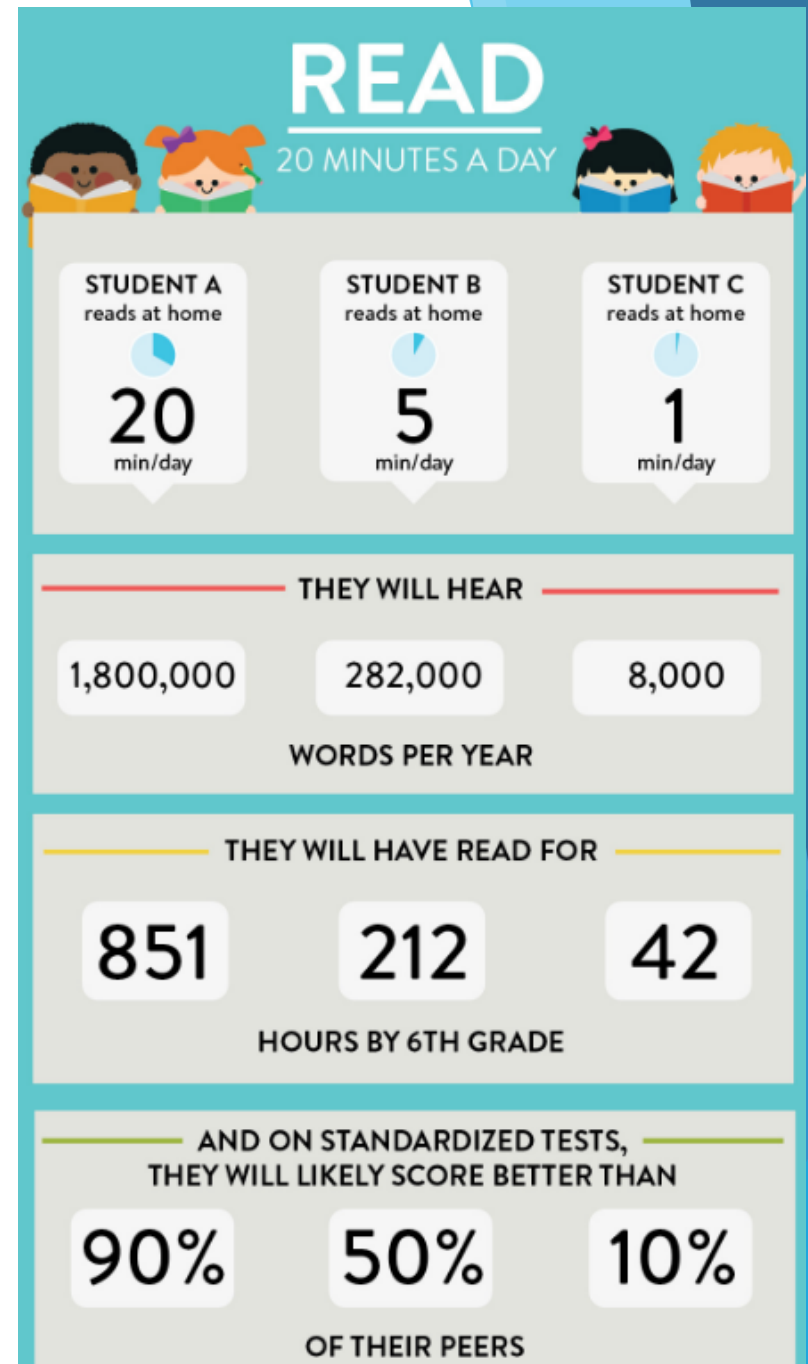 READ
20 MINUTES A DAY
STUDENT A
reads at home
20
min/day
STUDENT B
reads at home
5
min/day
STUDENT C
reads at home
1
min/day
THEY WILL HEAR
1,800,000 282,000 8,000
WORDS PER YEAR
THEY WILL HAVE READ FOR
851 212 42
HOURS BY 6TH GRADE
AND ON STANDARDIZED TESTS,
THEY WILL LIKELY SCORE BETTER THAN
90% 50% 10%
OF THEIR PEERS